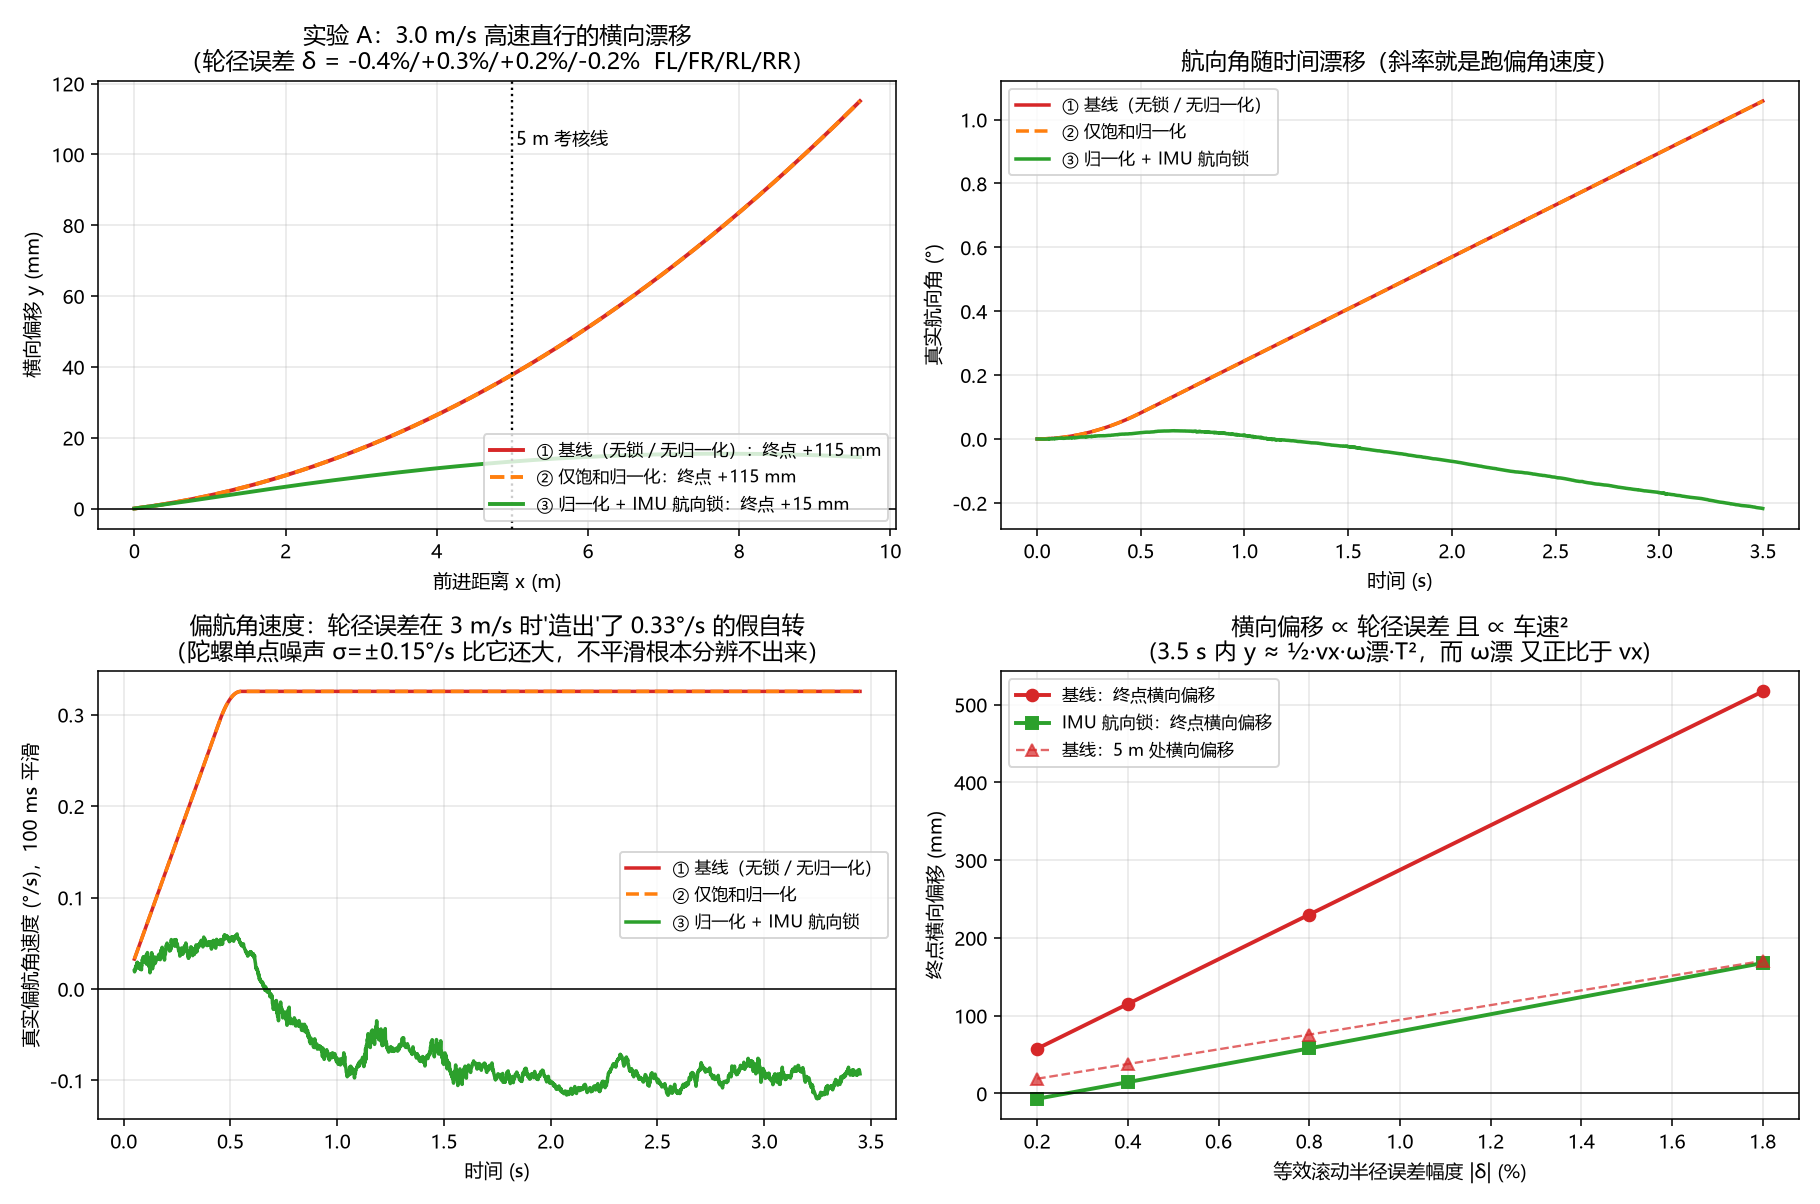 实验 A：3.0 m/s 高速直行的横向漂移
（轮径误差 δ = -0.4%/+0.3%/+0.2%/-0.2%  FL/FR/RL/RR）
120
100
80
60
40
20
0
横向偏移 y (mm)
5 m 考核线
① 基线（无锁 / 无归一化）: 终点 +115 mm
② 仅饱和归一化: 终点 +115 mm
③ 归一化 + IMU 航向锁: 终点 +15 mm
0
2
4
6
8
10
前进距离 x (m)
航向角随时间漂移（斜率就是跑偏角速度）
① 基线（无锁 / 无归一化）
② 仅饱和归一化
③ 归一化 + IMU 航向锁
1.0
0.8
0.6
0.4
0.2
0.0
-0.2
真实航向角 (°)
0.0
0.5
1.0
1.5
2.0
2.5
3.0
3.5
时间 (s)
偏航角速度：轮径误差在 3 m/s 时'造出'了 0.33°/s 的假自转
（陀螺单点噪声 σ=±0.15°/s 比它还大，不平滑根本分辨不出来）
0.3
0.2
0.1
0.0
-0.1
真实偏航角速度 (°/s)，100 ms 平滑
① 基线（无锁 / 无归一化）
② 仅饱和归一化
③ 归一化 + IMU 航向锁
0.0
0.5
1.0
1.5
2.0
2.5
3.0
3.5
时间 (s)
横向偏移 ∝ 轮径误差 且 ∝ 车速²
(3.5 s 内 y ≈ ½·vx·ω漂·T²，而 ω漂 又正比于 vx)
基线：终点横向偏移
IMU 航向锁：终点横向偏移
基线：5 m 处横向偏移
500
400
300
200
100
0
终点横向偏移 (mm)
0.2
0.4
0.6
0.8
1.0
1.2
1.4
1.6
1.8
等效滚动半径误差幅度 |δ| (%)